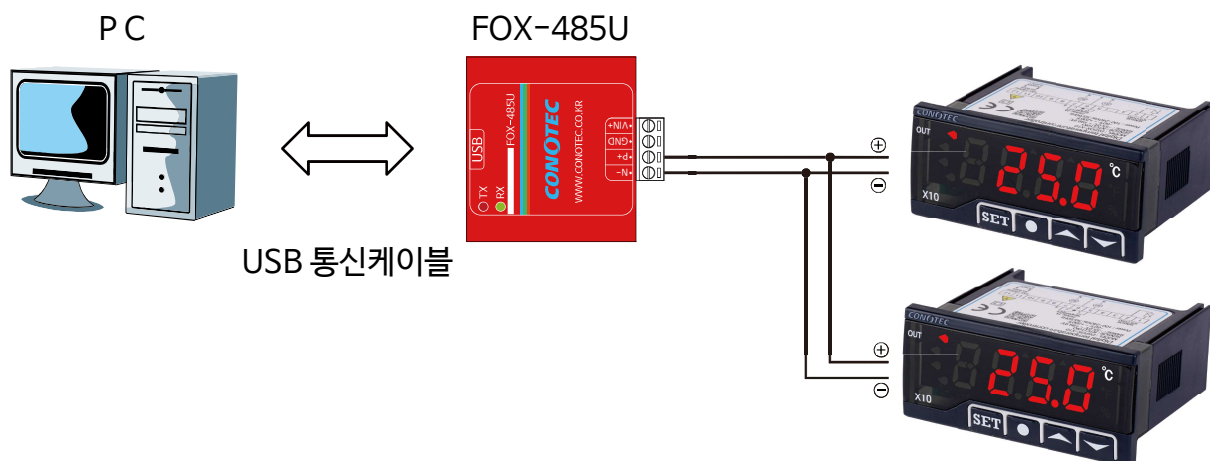 P C
FOX-485U
USB 통신케이블
USB
TX
RX
FOX-485U
CONOTEC
WWW.CONOTEC.CO.KR
•VIN+
•GND
•P+
•N-
⊕
⊖
CONOTEC
OUT
25.0
℃
X10
SET
⊕
⊖
CONOTEC
OUT
25.0
℃
X10
SET